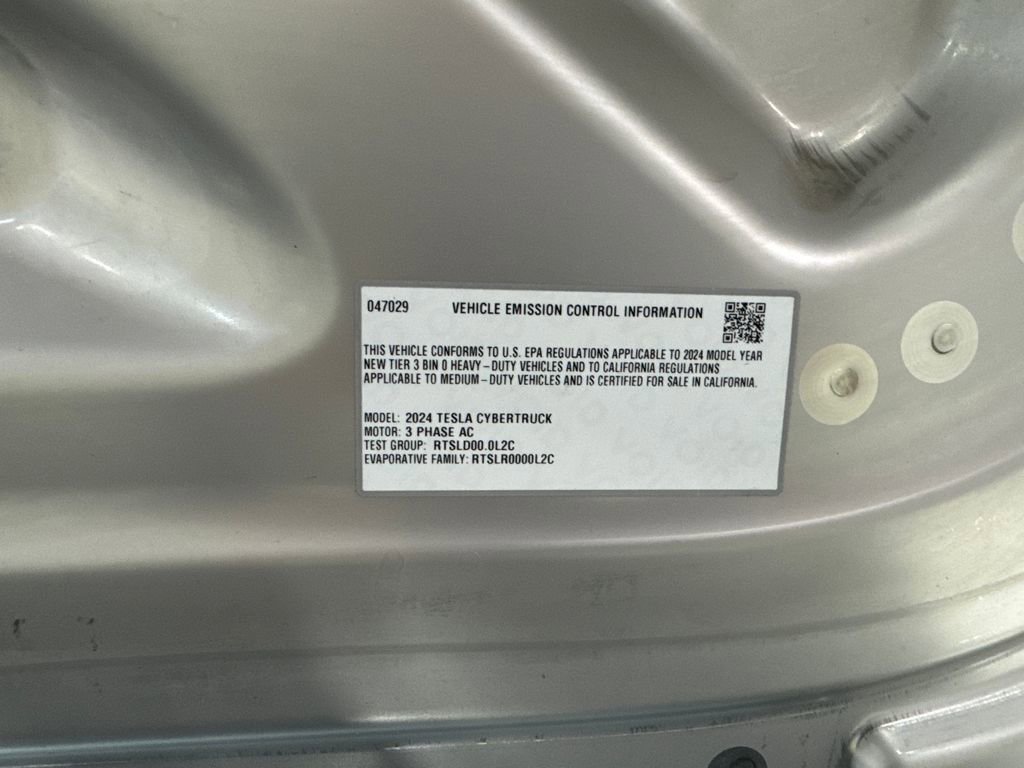 047029 VEHICLE EMISSION CONTROL INFORMATION
THIS VEHICLE CONFORMS TO U.S. EPA REGULATIONS APPLICABLE TO 2024 MODEL YEAR
NEW TIER 3 BIN 0 HEAVY-DUTY VEHICLES AND TO CALIFORNIA REGULATIONS
APPLICABLE TO MEDIUM-DUTY VEHICLES AND IS CERTIFIED FOR SALE IN CALIFORNIA.
MODEL: 2024 TESLA CYBERTRUCK
MOTOR: 3 PHASE AC
TEST GROUP: RTSLD00.0L2C
EVAPORATIVE FAMILY: RTSLR0000L2C